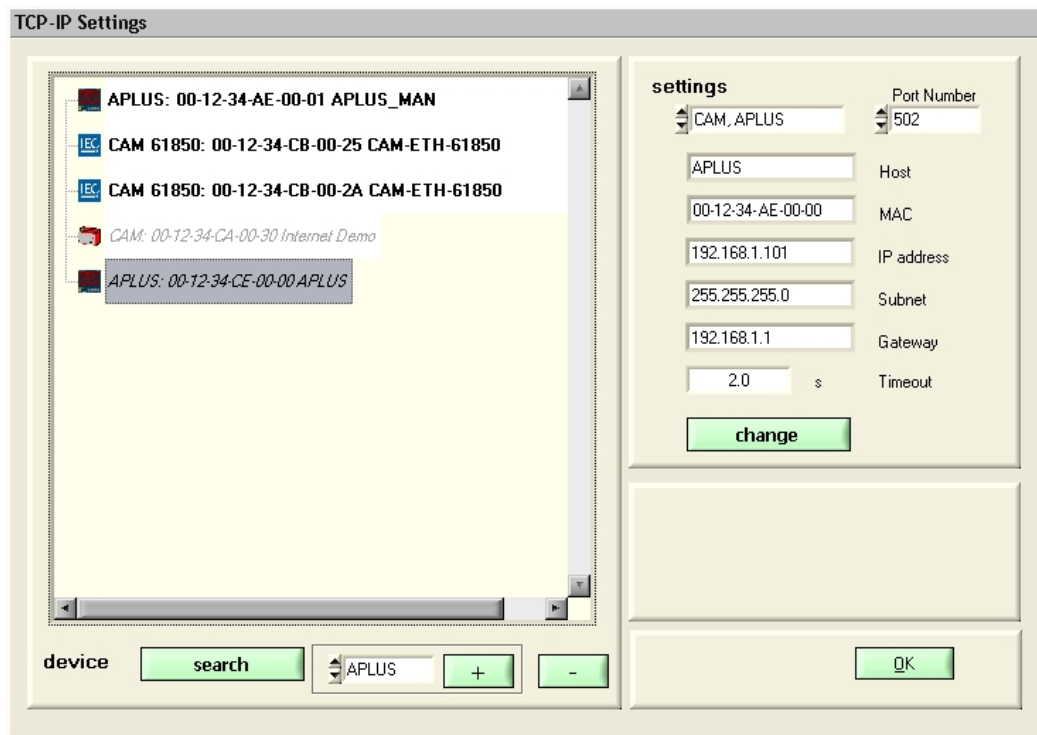 TCP-IP Settings
APLUS: 00-12-34-AE-00-01 APLUS_MAN
IEC CAM 61850: 00-12-34-CB-00-25 CAM-ETH-61850
IEC CAM 61850: 00-12-34-CB-00-2A CAM-ETH-61850
CAM: 00-12-34-CA-00-30 Internet Demo
APLUS: 00-12-34-CE-00-00 APLUS
device
search
APLUS
+
-
settings
Port Number
CAM, APLUS
502
APLUS Host
00-12-34-AE-00-00 MAC
192.168.1.101 IP address
255.255.255.0 Subnet
192.168.1.1 Gateway
2.0 s Timeout
change
OK